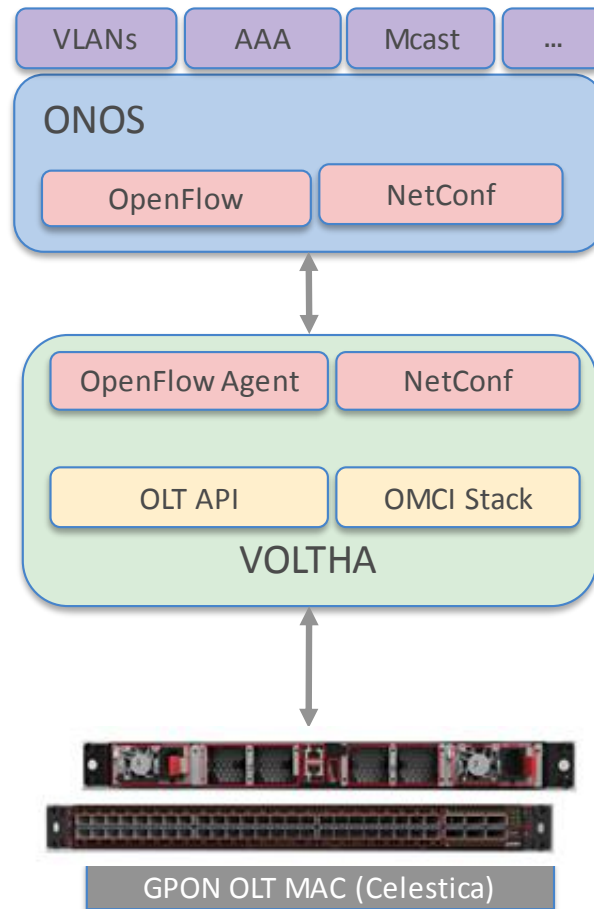 VLANs
AAA
Mcast
...
ONOS
OpenFlow
NetConf
OpenFlow Agent
NetConf
OLT API
OMCI Stack
VOLTHA
GPON OLT MAC (Celestica)